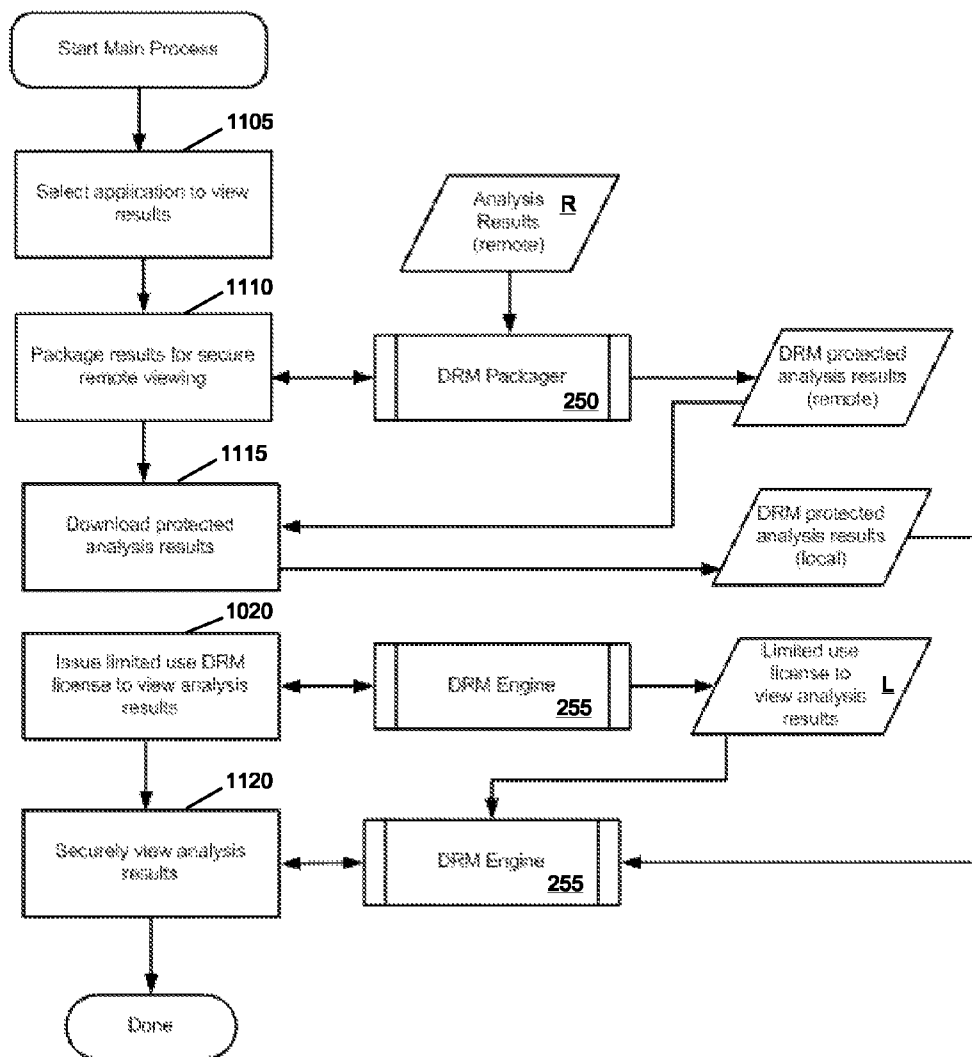 Start Main Process
1105
Select application to view
results
Analysis
Results
(remote)
R
1110
Package results for secure
remote viewing
DRM Packager
250
DRM protected
analysis results
(remote)
1115
Download protected
analysis results
DRM protected
analysis results
(local)
1020
Issue limited use DRM
license to view analysis
results
DRM Engine
255
Limited use
license to
view analysis
results
L
1120
Securely view analysis
results
DRM Engine
255
Done